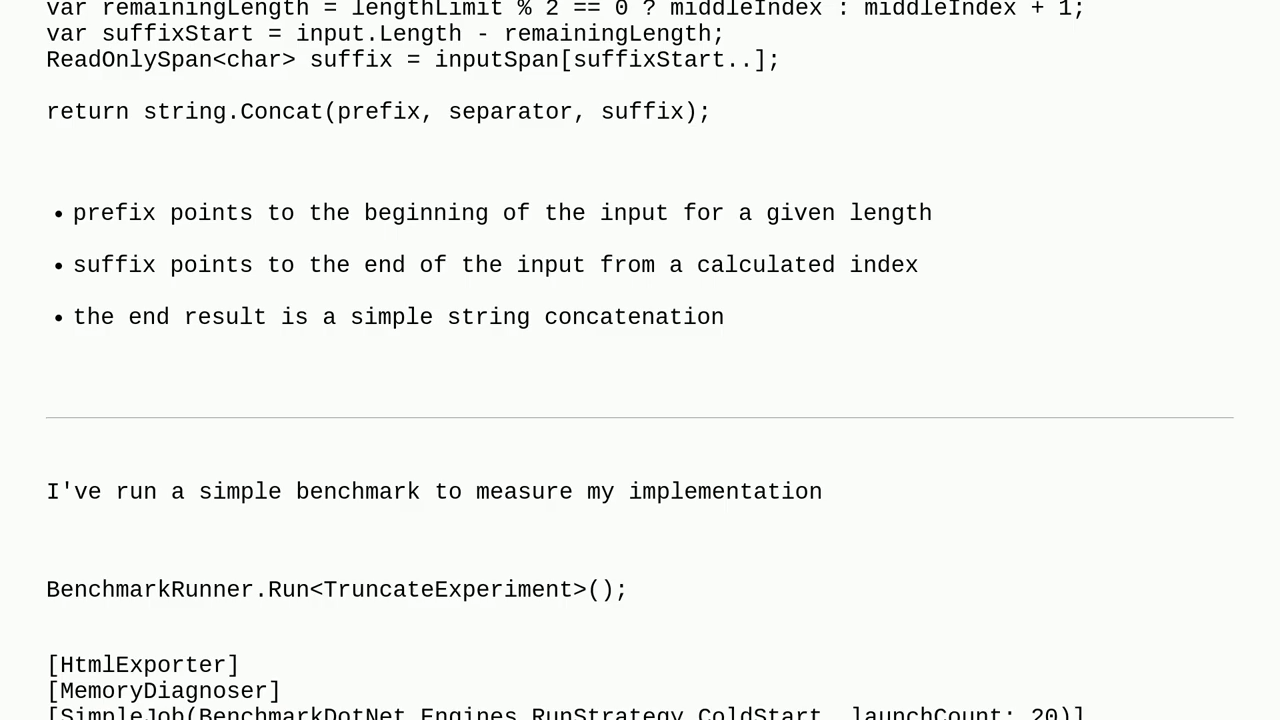 var remainingLength = lengthLimit % 2 == 0 ? middleIndex : middleIndex + 1;
var suffixStart = input.Length - remainingLength;
ReadOnlySpan<char> suffix = inputSpan[suffixStart..];
return string.Concat(prefix, separator, suffix);
• prefix points to the beginning of the input for a given length
• suffix points to the end of the input from a calculated index
• the end result is a simple string concatenation
I've run a simple benchmark to measure my implementation
BenchmarkRunner.Run<TruncateExperiment>();
[HtmlExporter]
[MemoryDiagnoser]
[SimpleJob(BenchmarkDotNet.Engines.RunStrategy.ColdStart, launchCount: 20)]